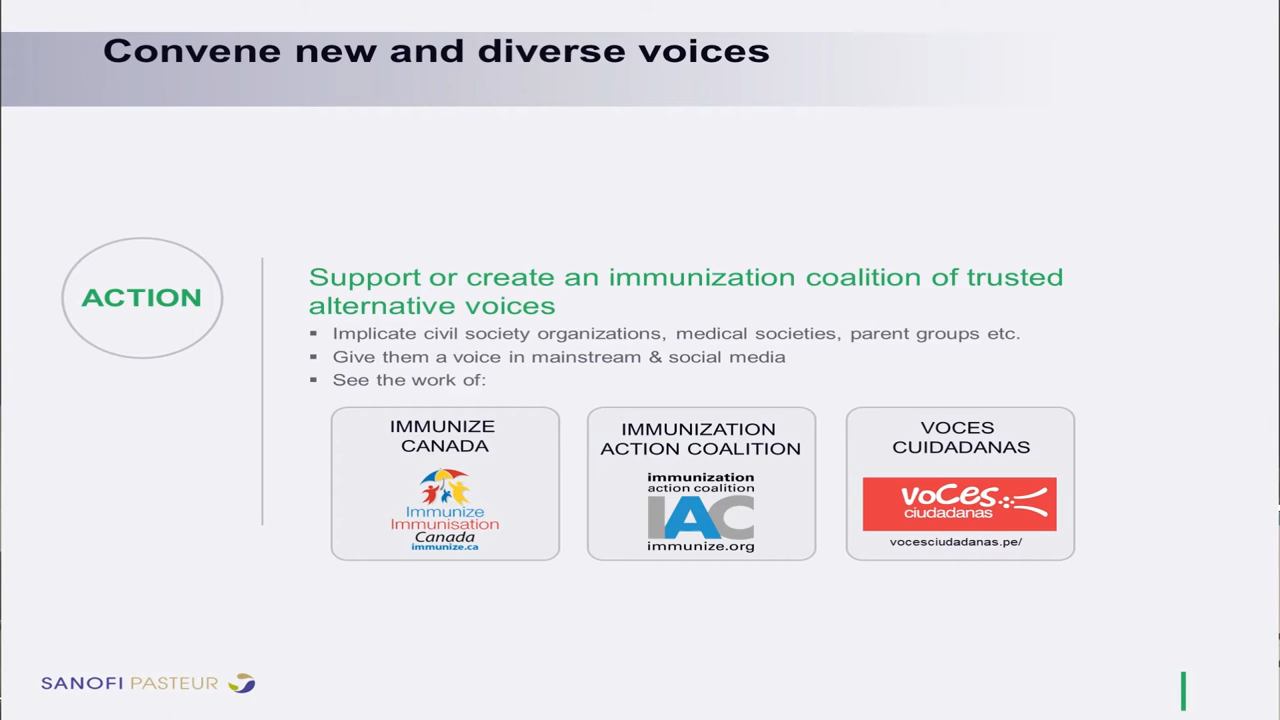 Convene new and diverse voices
ACTION
Support or create an immunization coalition of trusted
alternative voices
▪ Implicate civil society organizations, medical societies, parent groups etc.
▪ Give them a voice in mainstream & social media
▪ See the work of:
IMMUNIZE
CANADA
Immunize
Immunisation
Canada
immunize.ca
IMMUNIZATION
ACTION COALITION
immunization
action coalition
IAC
immunize.org
VOCES
CUIDADANAS
voces
ciudadanas
vocesciudadanas.pe/
SANOFI PASTEUR